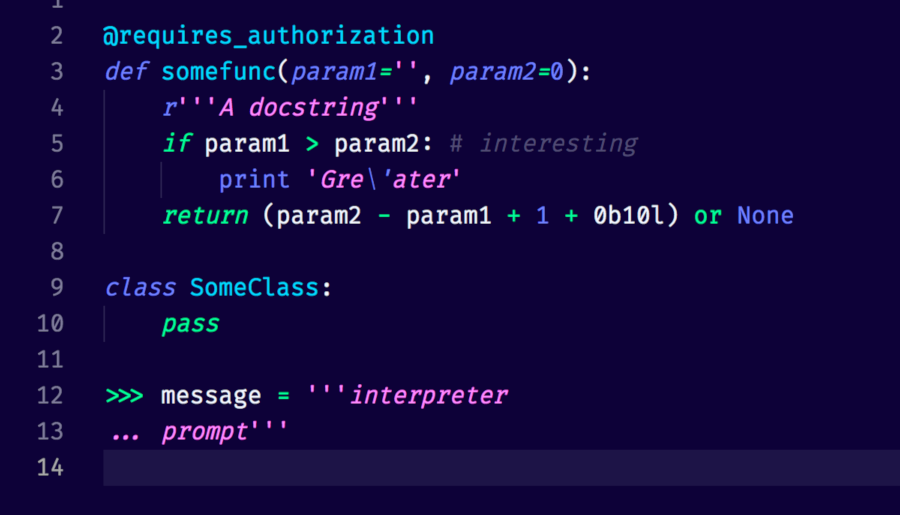 1
2 @requires_authorization
3 def somefunc(param1='', param2=0):
4     r'''A docstring'''
5     if param1 > param2: # interesting
6         print 'Gre\'ater'
7     return (param2 - param1 + 1 + 0b10l) or None
8
9 class SomeClass:
10     pass
11
12 >>> message = '''interpreter
13 ... prompt'''
14